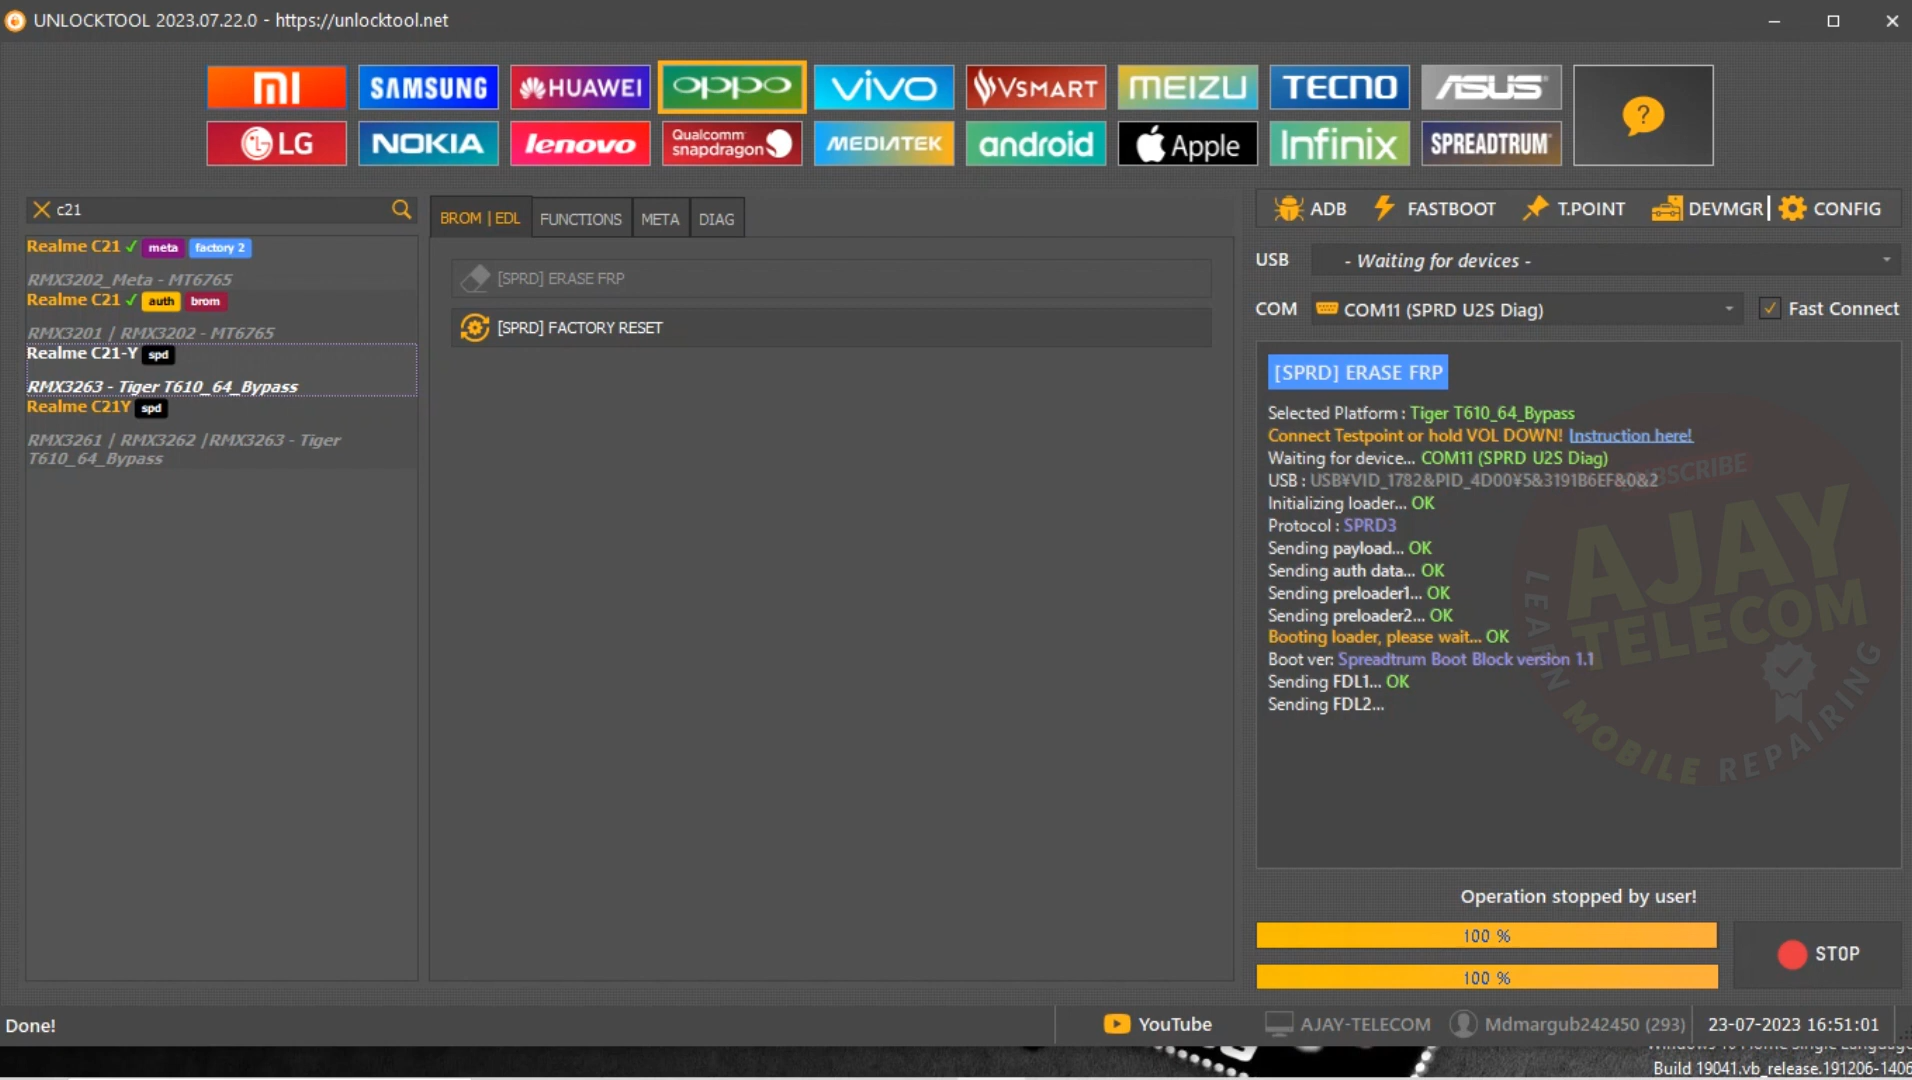 UNLOCKTOOL 2023.07.22.0 - https://unlocktool.net
MI
SAMSUNG
HUAWEI
oppo
vivo
VSMART
MEIZU
TECNO
ASUS
?
LG
NOKIA
lenovo
Qualcomm
snapdragon
MEDIATEK
android
Apple
Infinix
SPREADTRUM
c21
BROM | EDL
FUNCTIONS
META
DIAG
ADB
FASTBOOT
T.POINT
DEVMGR
CONFIG
Realme C21 ✓ meta factory 2
RMX3202_Meta - MT6765
Realme C21 ✓ auth brom
RMX3201 | RMX3202 - MT6765
Realme C21-Y spd
RMX3263 - Tiger T610_64_Bypass
Realme C21Y spd
RMX3261 | RMX3262 |RMX3263 - Tiger
T610_64_Bypass
[SPRD] ERASE FRP
[SPRD] FACTORY RESET
USB - Waiting for devices -
COM COM11 (SPRD U2S Diag) Fast Connect
[SPRD] ERASE FRP
Selected Platform : Tiger T610_64_Bypass
Connect Testpoint or hold VOL DOWN! Instruction here!
Waiting for device... COM11 (SPRD U2S Diag)
USB : USB¥VID_1782&PID_4D00¥5&3191B6EF&0&2
Initializing loader... OK
Protocol : SPRD3
Sending payload... OK
Sending auth data... OK
Sending preloader1... OK
Sending preloader2... OK
Booting loader, please wait... OK
Boot ver: Spreadtrum Boot Block version 1.1
Sending FDL1... OK
Sending FDL2...
SUBSCRIBE
AJAY
TELECOM
LEARN MOBILE REPAIRING
Operation stopped by user!
100 %
100 %
STOP
Done!
YouTube
AJAY-TELECOM
Mdmargub242450 (293)
23-07-2023 16:51:01
Windows 10 Home Single Language
Build 19041.vb_release.191206-1406